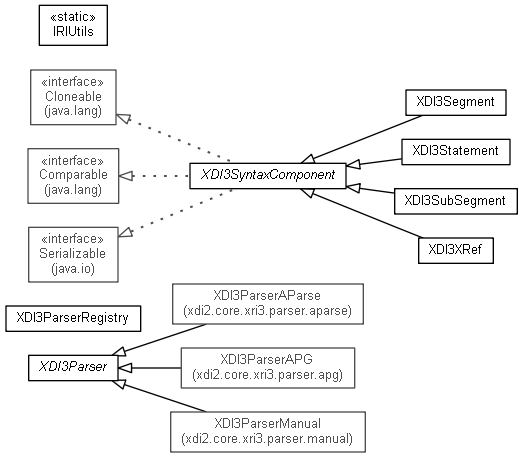 «static»
IRIUtils
«interface»
Cloneable
(java.lang)
XDI3Segment
XDI3Statement
«interface»
Comparable
(java.lang)
XDI3SyntaxComponent
XDI3SubSegment
«interface»
Serializable
(java.io)
XDI3XRef
XDI3ParserAParse
(xdi2.core.xri3.parser.aparse)
XDI3ParserRegistry
XDI3Parser
XDI3ParserAPG
(xdi2.core.xri3.parser.apg)
XDI3ParserManual
(xdi2.core.xri3.parser.manual)